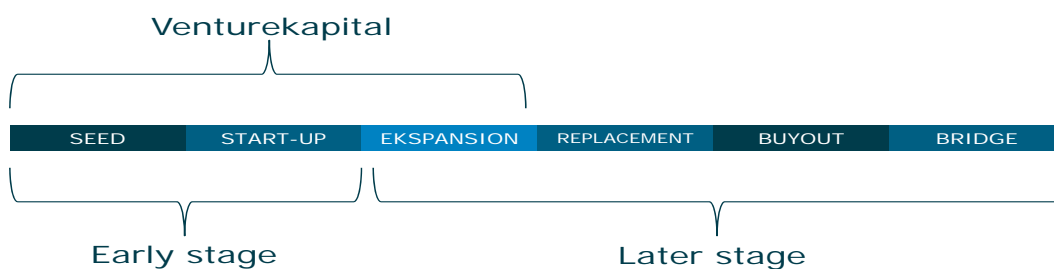 Venturekapital
SEED START-UP EKSPANSION REPLACEMENT BUYOUT BRIDGE
Early stage Later stage